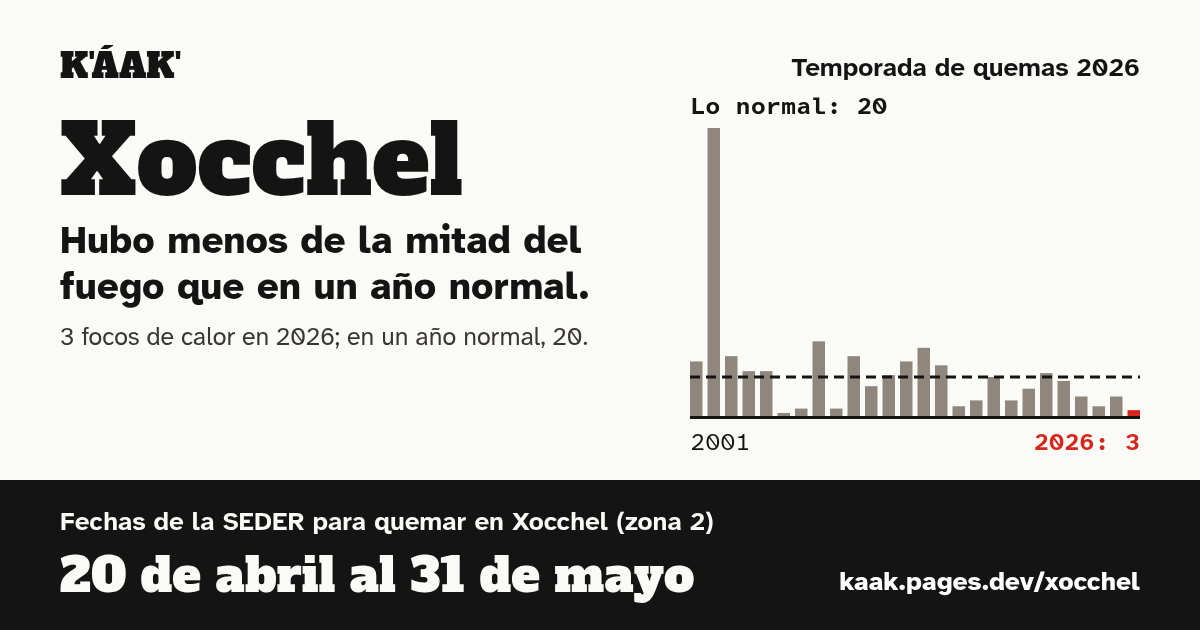 K'ÁAK'
Xocchel
Hubo menos de la mitad del
fuego que en un año normal.
3 focos de calor en 2026; en un año normal, 20.
Temporada de quemas 2026
Lo normal: 20
2001
2026: 3
Fechas de la SEDER para quemar en Xocchel (zona 2)
20 de abril al 31 de mayo
kaak.pages.dev/xocchel